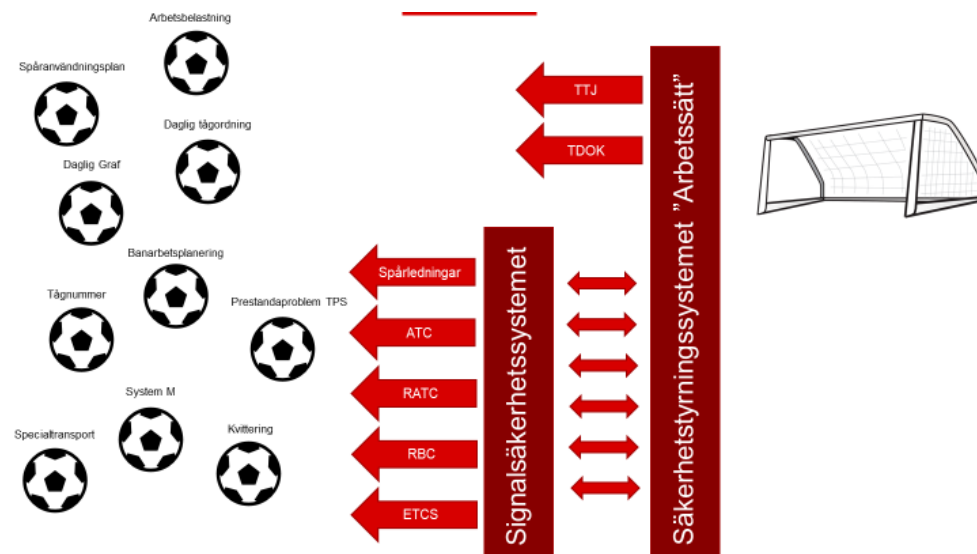 Arbetsbelastning
Spåranvändningsplan
Daglig tågordning
Daglig Graf
Banarbetsplanering
Tågnummer
Prestandaproblem TPS
System M
Specialtransport
Kvittering
TTJ
TDOK
Spårledningar
ATC
RATC
RBC
ETCS
Signalsäkerhetssystemet
Säkerhetstyrningssystemet ”Arbetssätt”